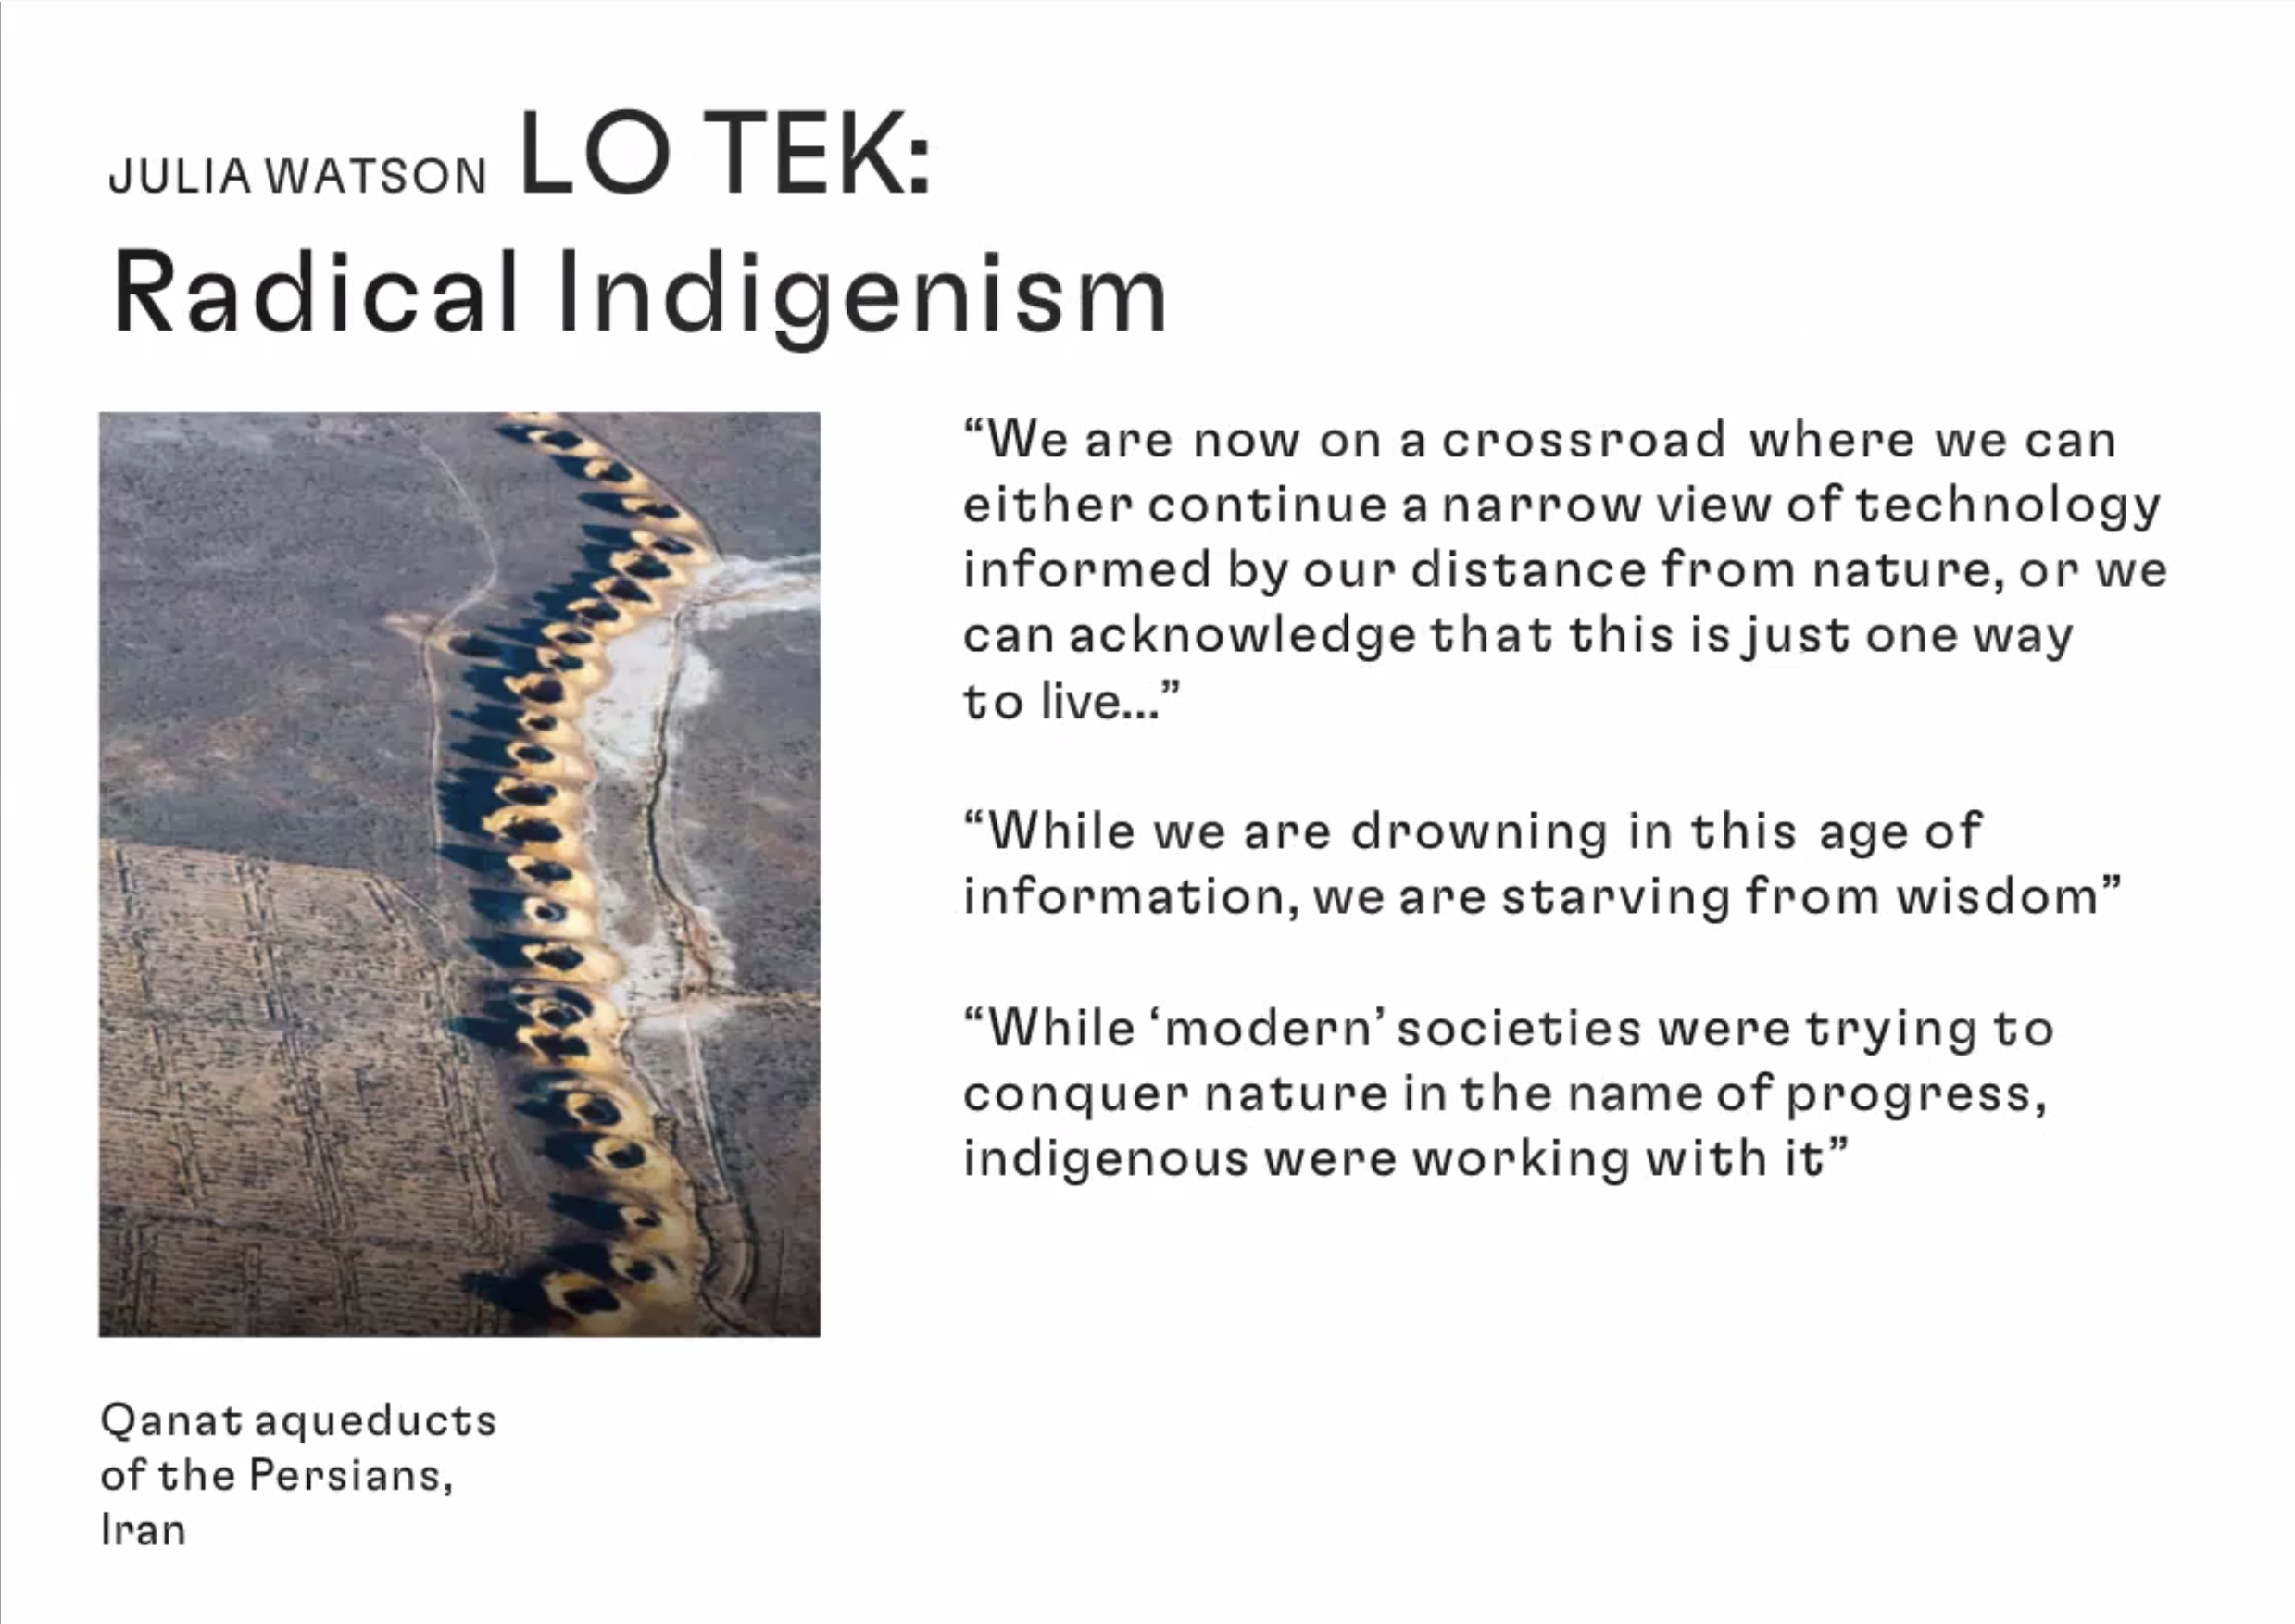 JULIA WATSON LO TEK:
Radical Indigenism
“We are now on a crossroad where we can
either continue a narrow view of technology
informed by our distance from nature, or we
can acknowledge that this is just one way
to live...”
“While we are drowning in this age of
information, we are starving from wisdom”
“While ‘modern’ societies were trying to
conquer nature in the name of progress,
indigenous were working with it”
Qanat aqueducts
of the Persians,
Iran